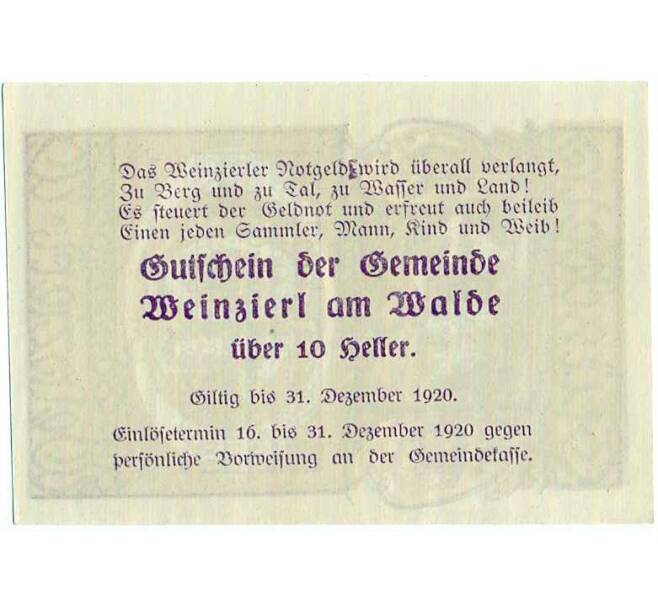 Das Weinzierler Notgeld wird überall verlangt,
Zu Berg und zu Tal, zu Wasser und Land!
Es steuert der Geldnot und erfreut auch beileib
Einen jeden Sammler, Mann, Kind und Weib!
Gutschein der Gemeinde
Weinzierl am Walde
über 10 Heller.
Giltig bis 31. Dezember 1920.
Einlösetermin 16. bis 31. Dezember 1920 gegen
persönliche Vorweisung an der Gemeindekasse.